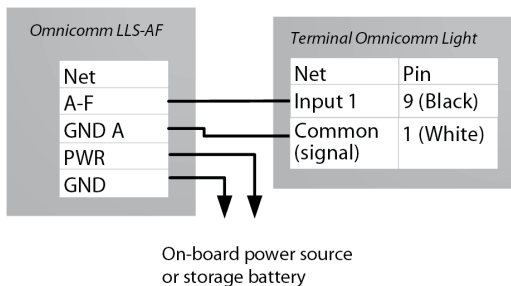 Omnicomm LLS-AF
Net
A-F
GND A
PWR
GND
Terminal Omnicomm Light
Net Pin
Input 1 9 (Black)
Common 1 (White)
(signal)
On-board power source
or storage battery